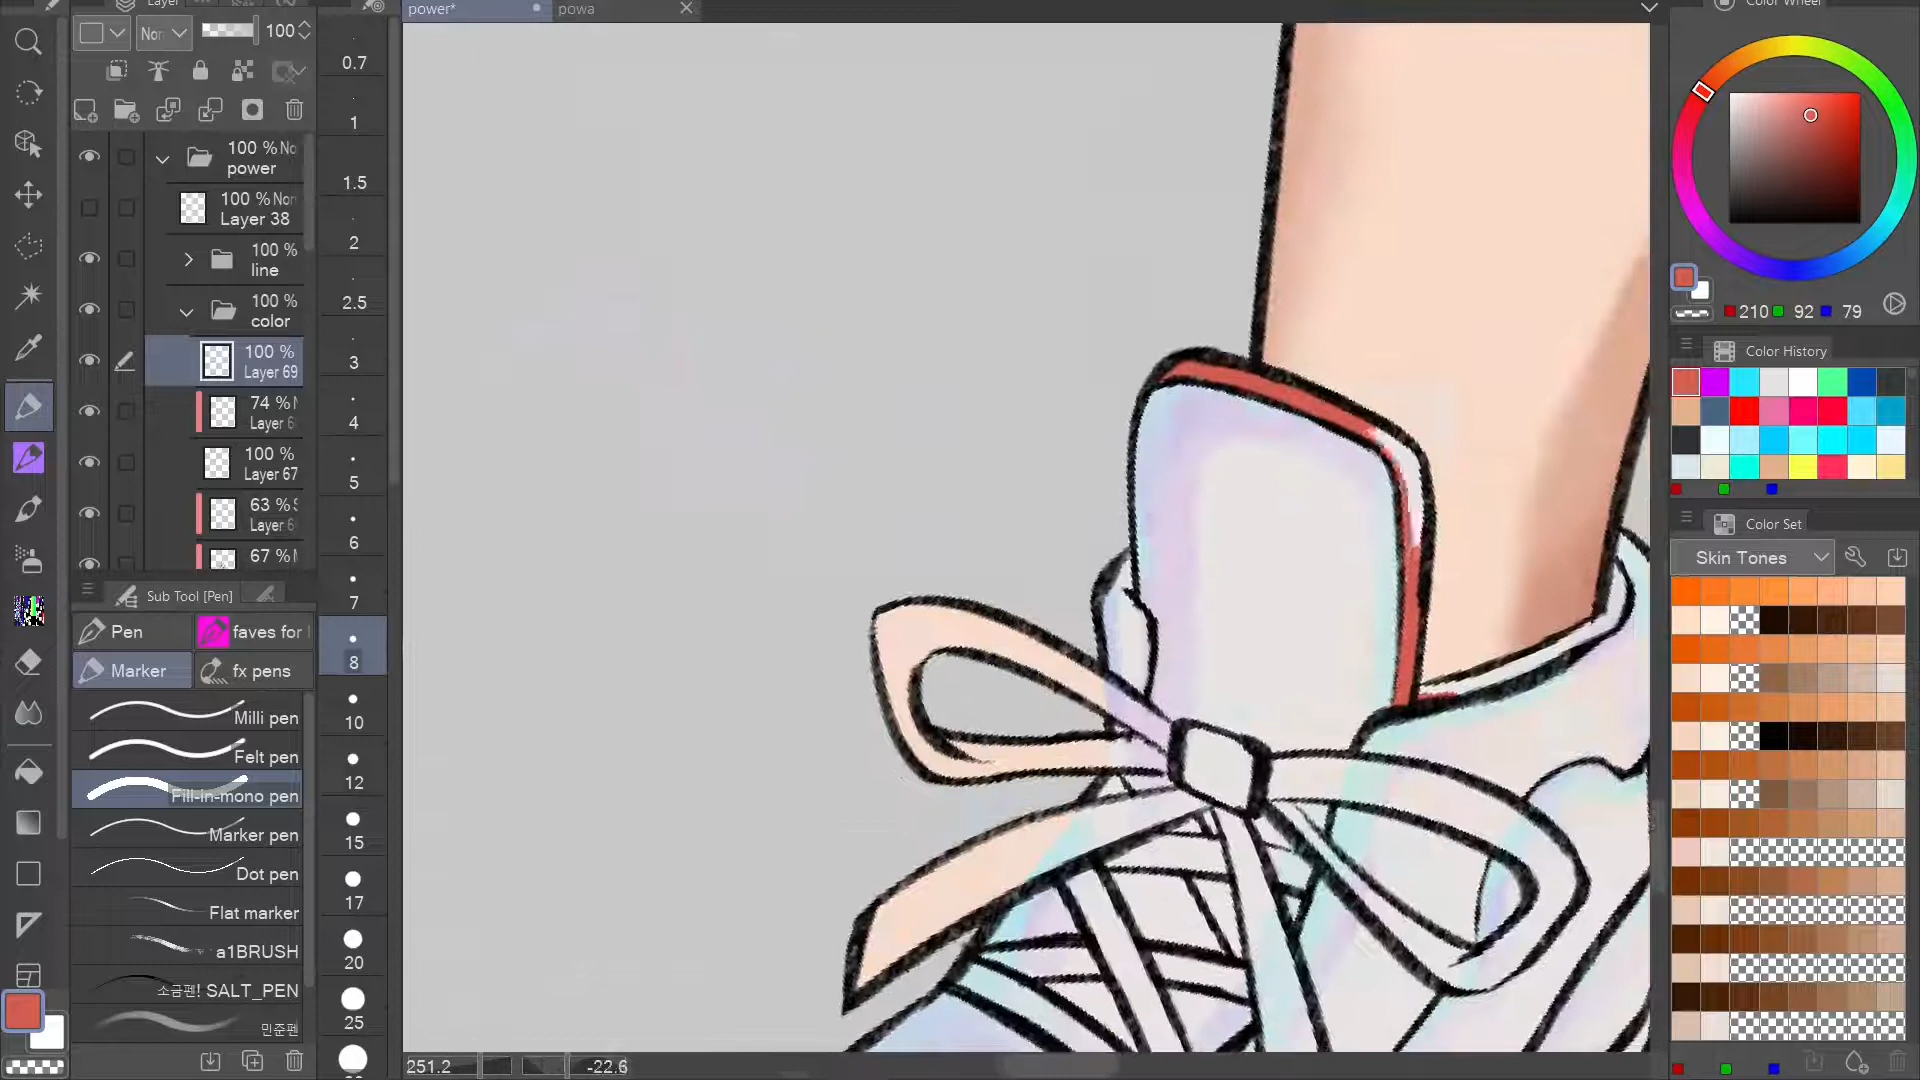 Layer
power*
powa
Color Wheel
Nor
100
0.7
1
1.5
2
2.5
3
4
5
6
7
8
10
12
15
17
20
25
100 % No
power
100 % Nor
Layer 38
100 %
line
100 %
color
100 %
Layer 69
74 %
Layer 6
100 %
Layer 67
63 % S
Layer 6
67 %
Sub Tool [Pen]
Pen
faves for
Marker
fx pens
Milli pen
Felt pen
Fill-in-mono pen
Marker pen
Dot pen
Flat marker
a1BRUSH
소금펜! SALT_PEN
민준펜
251.2
-22.6
210 92 79
Color History
Color Set
Skin Tones